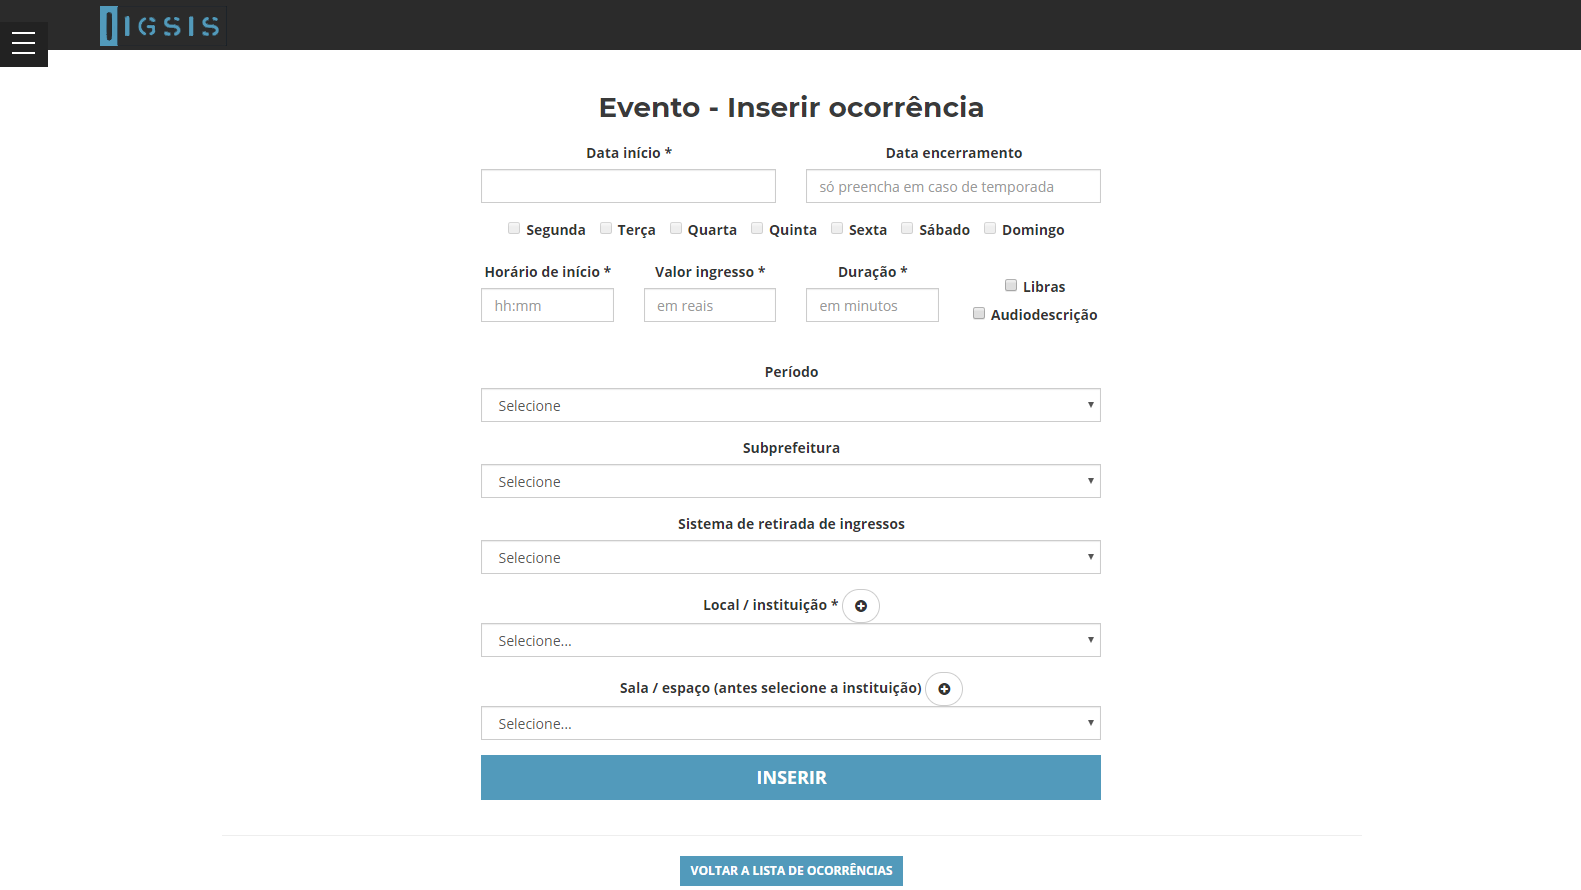 IGSIS
Evento - Inserir ocorrência
Data início * Data encerramento
só preencha em caso de temporada
Segunda Terça Quarta Quinta Sexta Sábado Domingo
Horário de início * Valor ingresso * Duração *
Libras
hh:mm em reais em minutos
Audiodescrição
Período
Selecione
Subprefeitura
Selecione
Sistema de retirada de ingressos
Selecione
Local / instituição *
Selecione...
Sala / espaço (antes selecione a instituição)
Selecione...
INSERIR
VOLTAR A LISTA DE OCORRÊNCIAS